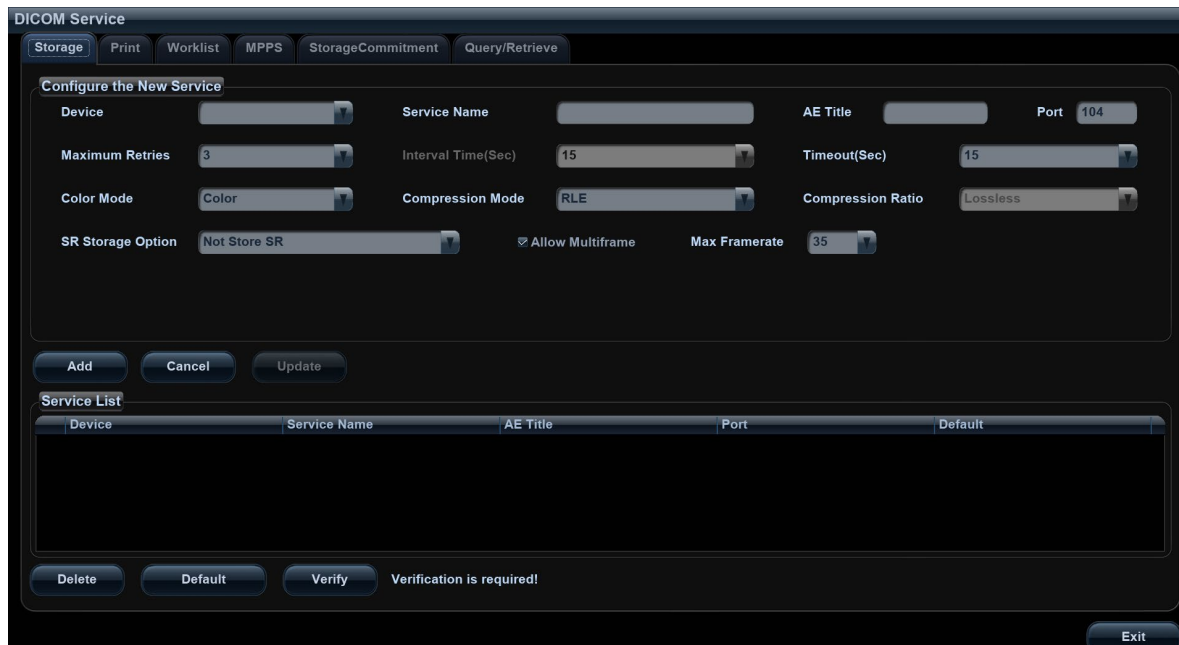 DICOM Service
Storage Print Worklist MPPS StorageCommitment Query/Retrieve
Configure the New Service
Device Service Name AE Title Port 104
Maximum Retries 3 Interval Time(Sec) 15 Timeout(Sec) 15
Color Mode Color Compression Mode RLE Compression Ratio Lossless
SR Storage Option Not Store SR Allow Multiframe Max Framerate 35
Add Cancel Update
Service List
Device Service Name AE Title Port Default
Delete Default Verify Verification is required!
Exit